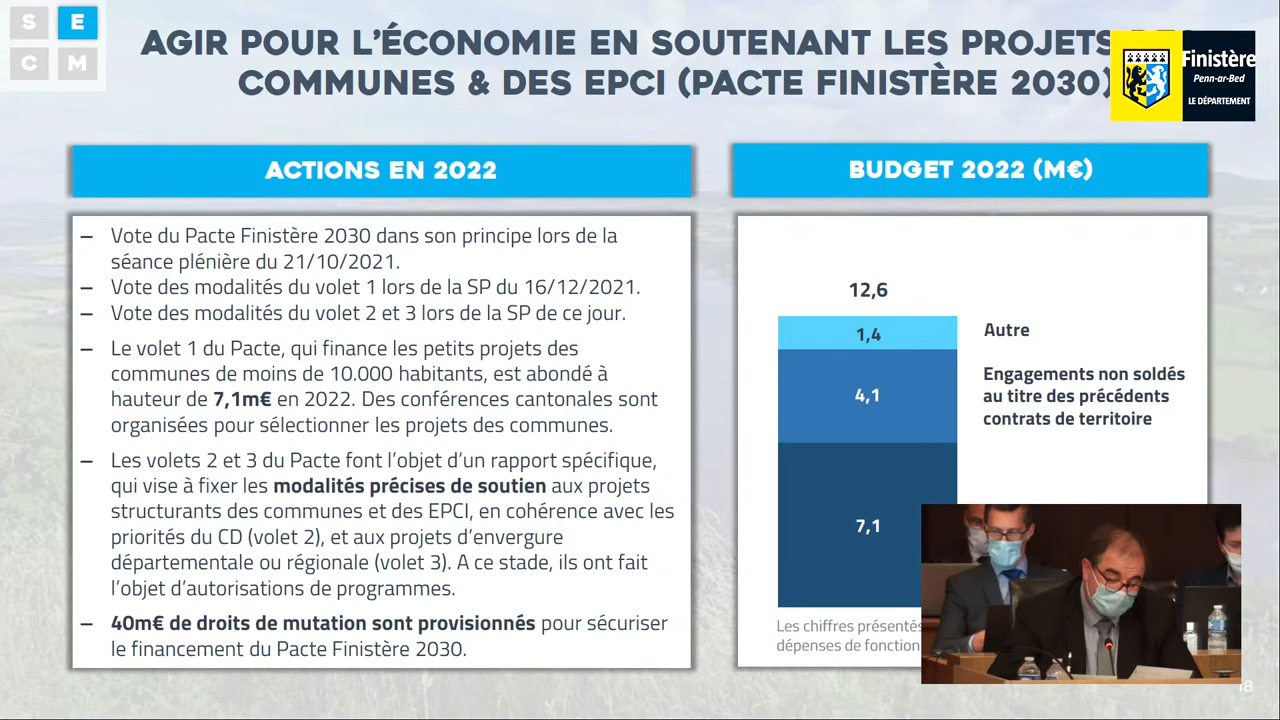 S E
C M
AGIR POUR L'ÉCONOMIE EN SOUTENANT LES PROJETS
COMMUNES & DES EPCI (PACTE FINISTÈRE 2030)
Finistère
Penn-ar-Bed
LE DÉPARTEMENT
ACTIONS EN 2022
– Vote du Pacte Finistère 2030 dans son principe lors de la
séance plénière du 21/10/2021.
– Vote des modalités du volet 1 lors de la SP du 16/12/2021.
– Vote des modalités du volet 2 et 3 lors de la SP de ce jour.
– Le volet 1 du Pacte, qui finance les petits projets des
communes de moins de 10.000 habitants, est abondé à
hauteur de 7,1m€ en 2022. Des conférences cantonales sont
organisées pour sélectionner les projets des communes.
– Les volets 2 et 3 du Pacte font l'objet d'un rapport spécifique,
qui vise à fixer les modalités précises de soutien aux projets
structurants des communes et des EPCI, en cohérence avec les
priorités du CD (volet 2), et aux projets d'envergure
départementale ou régionale (volet 3). A ce stade, ils ont fait
l'objet d'autorisations de programmes.
– 40m€ de droits de mutation sont provisionnés pour sécuriser
le financement du Pacte Finistère 2030.
BUDGET 2022 (M€)
12,6
1,4
Autre
4,1
Engagements non soldés
au titre des précédents
contrats de territoire
7,1
Les chiffres présentés
dépenses de fonction
18